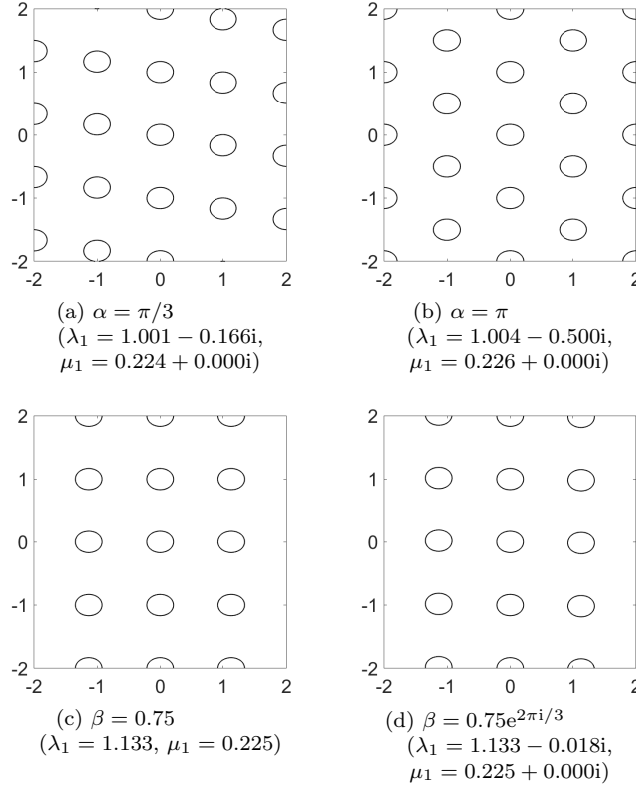 2
1
0
-1
-2
-2 -1 0 1 2
(a) α = π/3
(λ₁ = 1.001 − 0.166i,
μ₁ = 0.224 + 0.000i)
2
1
0
-1
-2
-2 -1 0 1 2
(b) α = π
(λ₁ = 1.004 − 0.500i,
μ₁ = 0.226 + 0.000i)
2
1
0
-1
-2
-2 -1 0 1 2
(c) β = 0.75
(λ₁ = 1.133, μ₁ = 0.225)
2
1
0
-1
-2
-2 -1 0 1 2
(d) β = 0.75e^{2πi/3}
(λ₁ = 1.133 − 0.018i,
μ₁ = 0.225 + 0.000i)